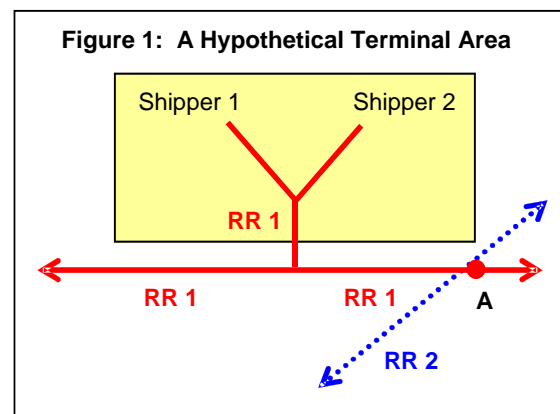 Figure 1: A Hypothetical Terminal Area
Shipper 1 Shipper 2
RR 1
RR 1 RR 1
A
RR 2